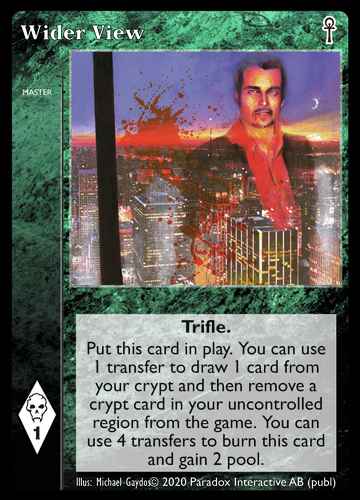 Wider View
MASTER
Trifle.
Put this card in play. You can use
1 transfer to draw 1 card from
your crypt and then remove a
crypt card in your uncontrolled
region from the game. You can
use 4 transfers to burn this card
and gain 2 pool.
1
Illus: Michael Gaydos© 2020 Paradox Interactive AB (publ)